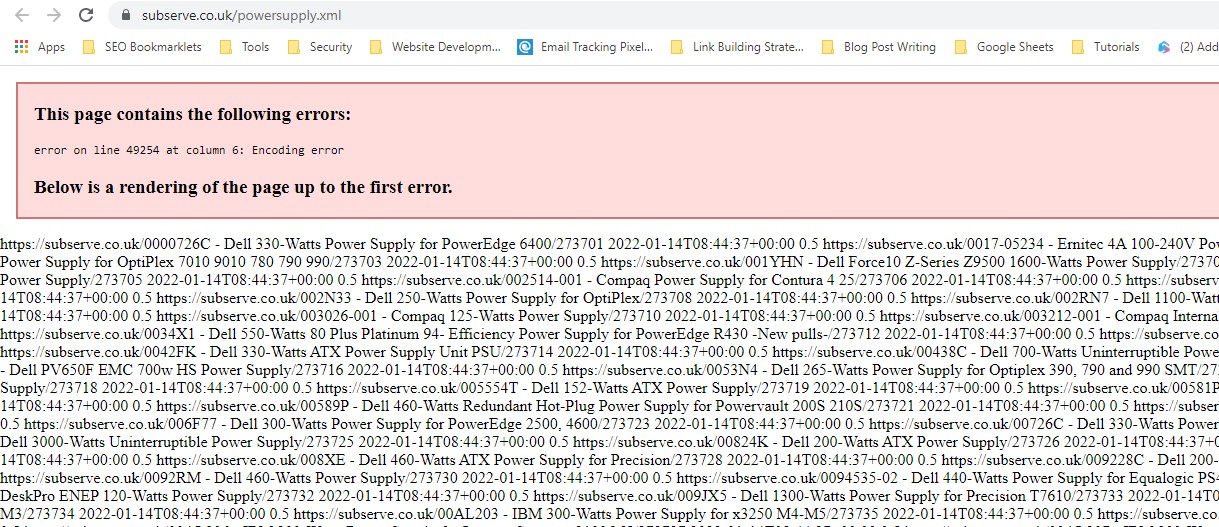 subserve.co.uk/powersupply.xml
Apps SEO Bookmarklets Tools Security Website Developm... Email Tracking Pixel... Link Building Strate... Blog Post Writing Google Sheets Tutorials (2) Add
This page contains the following errors:
error on line 49254 at column 6: Encoding error
Below is a rendering of the page up to the first error.
https://subserve.co.uk/0000726C - Dell 330-Watts Power Supply for PowerEdge 6400/273701 2022-01-14T08:44:37+00:00 0.5 https://subserve.co.uk/0017-05234 - Ernitec 4A 100-240V
Power Supply for OptiPlex 7010 9010 780 790 990/273703 2022-01-14T08:44:37+00:00 0.5 https://subserve.co.uk/001YHN - Dell Force10 Z-Series Z9500 1600-Watts Power Supply/2737
Power Supply/273705 2022-01-14T08:44:37+00:00 0.5 https://subserve.co.uk/002514-001 - Compaq Power Supply for Contura 4 25/273706 2022-01-14T08:44:37+00:00 0.5 https://subse
14T08:44:37+00:00 0.5 https://subserve.co.uk/002N33 - Dell 250-Watts Power Supply for OptiPlex/273708 2022-01-14T08:44:37+00:00 0.5 https://subserve.co.uk/002RN7 - Dell 1100-Watt
14T08:44:37+00:00 0.5 https://subserve.co.uk/003026-001 - Compaq 125-Watts Power Supply/273710 2022-01-14T08:44:37+00:00 0.5 https://subserve.co.uk/003212-001 - Compaq Interna
https://subserve.co.uk/0034X1 - Dell 550-Watts 80 Plus Platinum 94- Efficiency Power Supply for PowerEdge R430 -New pulls-/273712 2022-01-14T08:44:37+00:00 0.5 https://subserve.co
https://subserve.co.uk/0042FK - Dell 330-Watts ATX Power Supply Unit PSU/273714 2022-01-14T08:44:37+00:00 0.5 https://subserve.co.uk/00438C - Dell 700-Watts Uninterruptible Powe
- Dell PV650F EMC 700w HS Power Supply/273716 2022-01-14T08:44:37+00:00 0.5 https://subserve.co.uk/0053N4 - Dell 265-Watts Power Supply for Optiplex 390, 790 and 990 SMT/27
Supply/273718 2022-01-14T08:44:37+00:00 0.5 https://subserve.co.uk/005554T - Dell 152-Watts ATX Power Supply/273719 2022-01-14T08:44:37+00:00 0.5 https://subserve.co.uk/00581P
14T08:44:37+00:00 0.5 https://subserve.co.uk/00589P - Dell 460-Watts Redundant Hot-Plug Power Supply for Powervault 200S 210S/273721 2022-01-14T08:44:37+00:00 0.5 https://subser
0.5 https://subserve.co.uk/006F77 - Dell 300-Watts Power Supply for PowerEdge 2500, 4600/273723 2022-01-14T08:44:37+00:00 0.5 https://subserve.co.uk/00726C - Dell 330-Watts Power
Dell 3000-Watts Uninterruptible Power Supply/273725 2022-01-14T08:44:37+00:00 0.5 https://subserve.co.uk/00824K - Dell 200-Watts ATX Power Supply/273726 2022-01-14T08:44:37+0
14T08:44:37+00:00 0.5 https://subserve.co.uk/008XE - Dell 460-Watts ATX Power Supply for Precision/273728 2022-01-14T08:44:37+00:00 0.5 https://subserve.co.uk/009228C - Dell 200-
https://subserve.co.uk/0092RM - Dell 460-Watts Power Supply/273730 2022-01-14T08:44:37+00:00 0.5 https://subserve.co.uk/0094535-02 - Dell 440-Watts Power Supply for Equalogic PS4
DeskPro ENEP 120-Watts Power Supply/273732 2022-01-14T08:44:37+00:00 0.5 https://subserve.co.uk/009JX5 - Dell 1300-Watts Power Supply for Precision T7610/273733 2022-01-14T0
M3/273734 2022-01-14T08:44:37+00:00 0.5 https://subserve.co.uk/00AL203 - IBM 300-Watts Power Supply for x3250 M4-M5/273735 2022-01-14T08:44:37+00:00 0.5 https://subserve.co